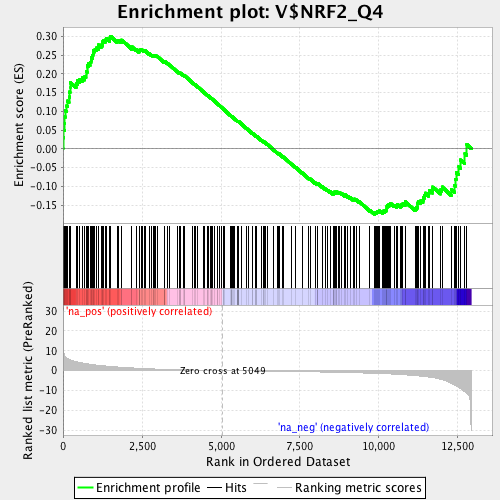 Enrichment plot: V$NRF2_Q4
Enrichment score (ES)
0.30
0.25
0.20
0.15
0.10
0.05
0.00
-0.05
-0.10
-0.15
'na_pos' (positively correlated)
Ranked list metric (PreRanked)
30
20
10
0
-10
-20
-30
Zero cross at 5049
'na_neg' (negatively correlated)
0
2,500
5,000
7,500
10,000
12,500
Rank in Ordered Dataset
Enrichment profile
Hits
Ranking metric scores